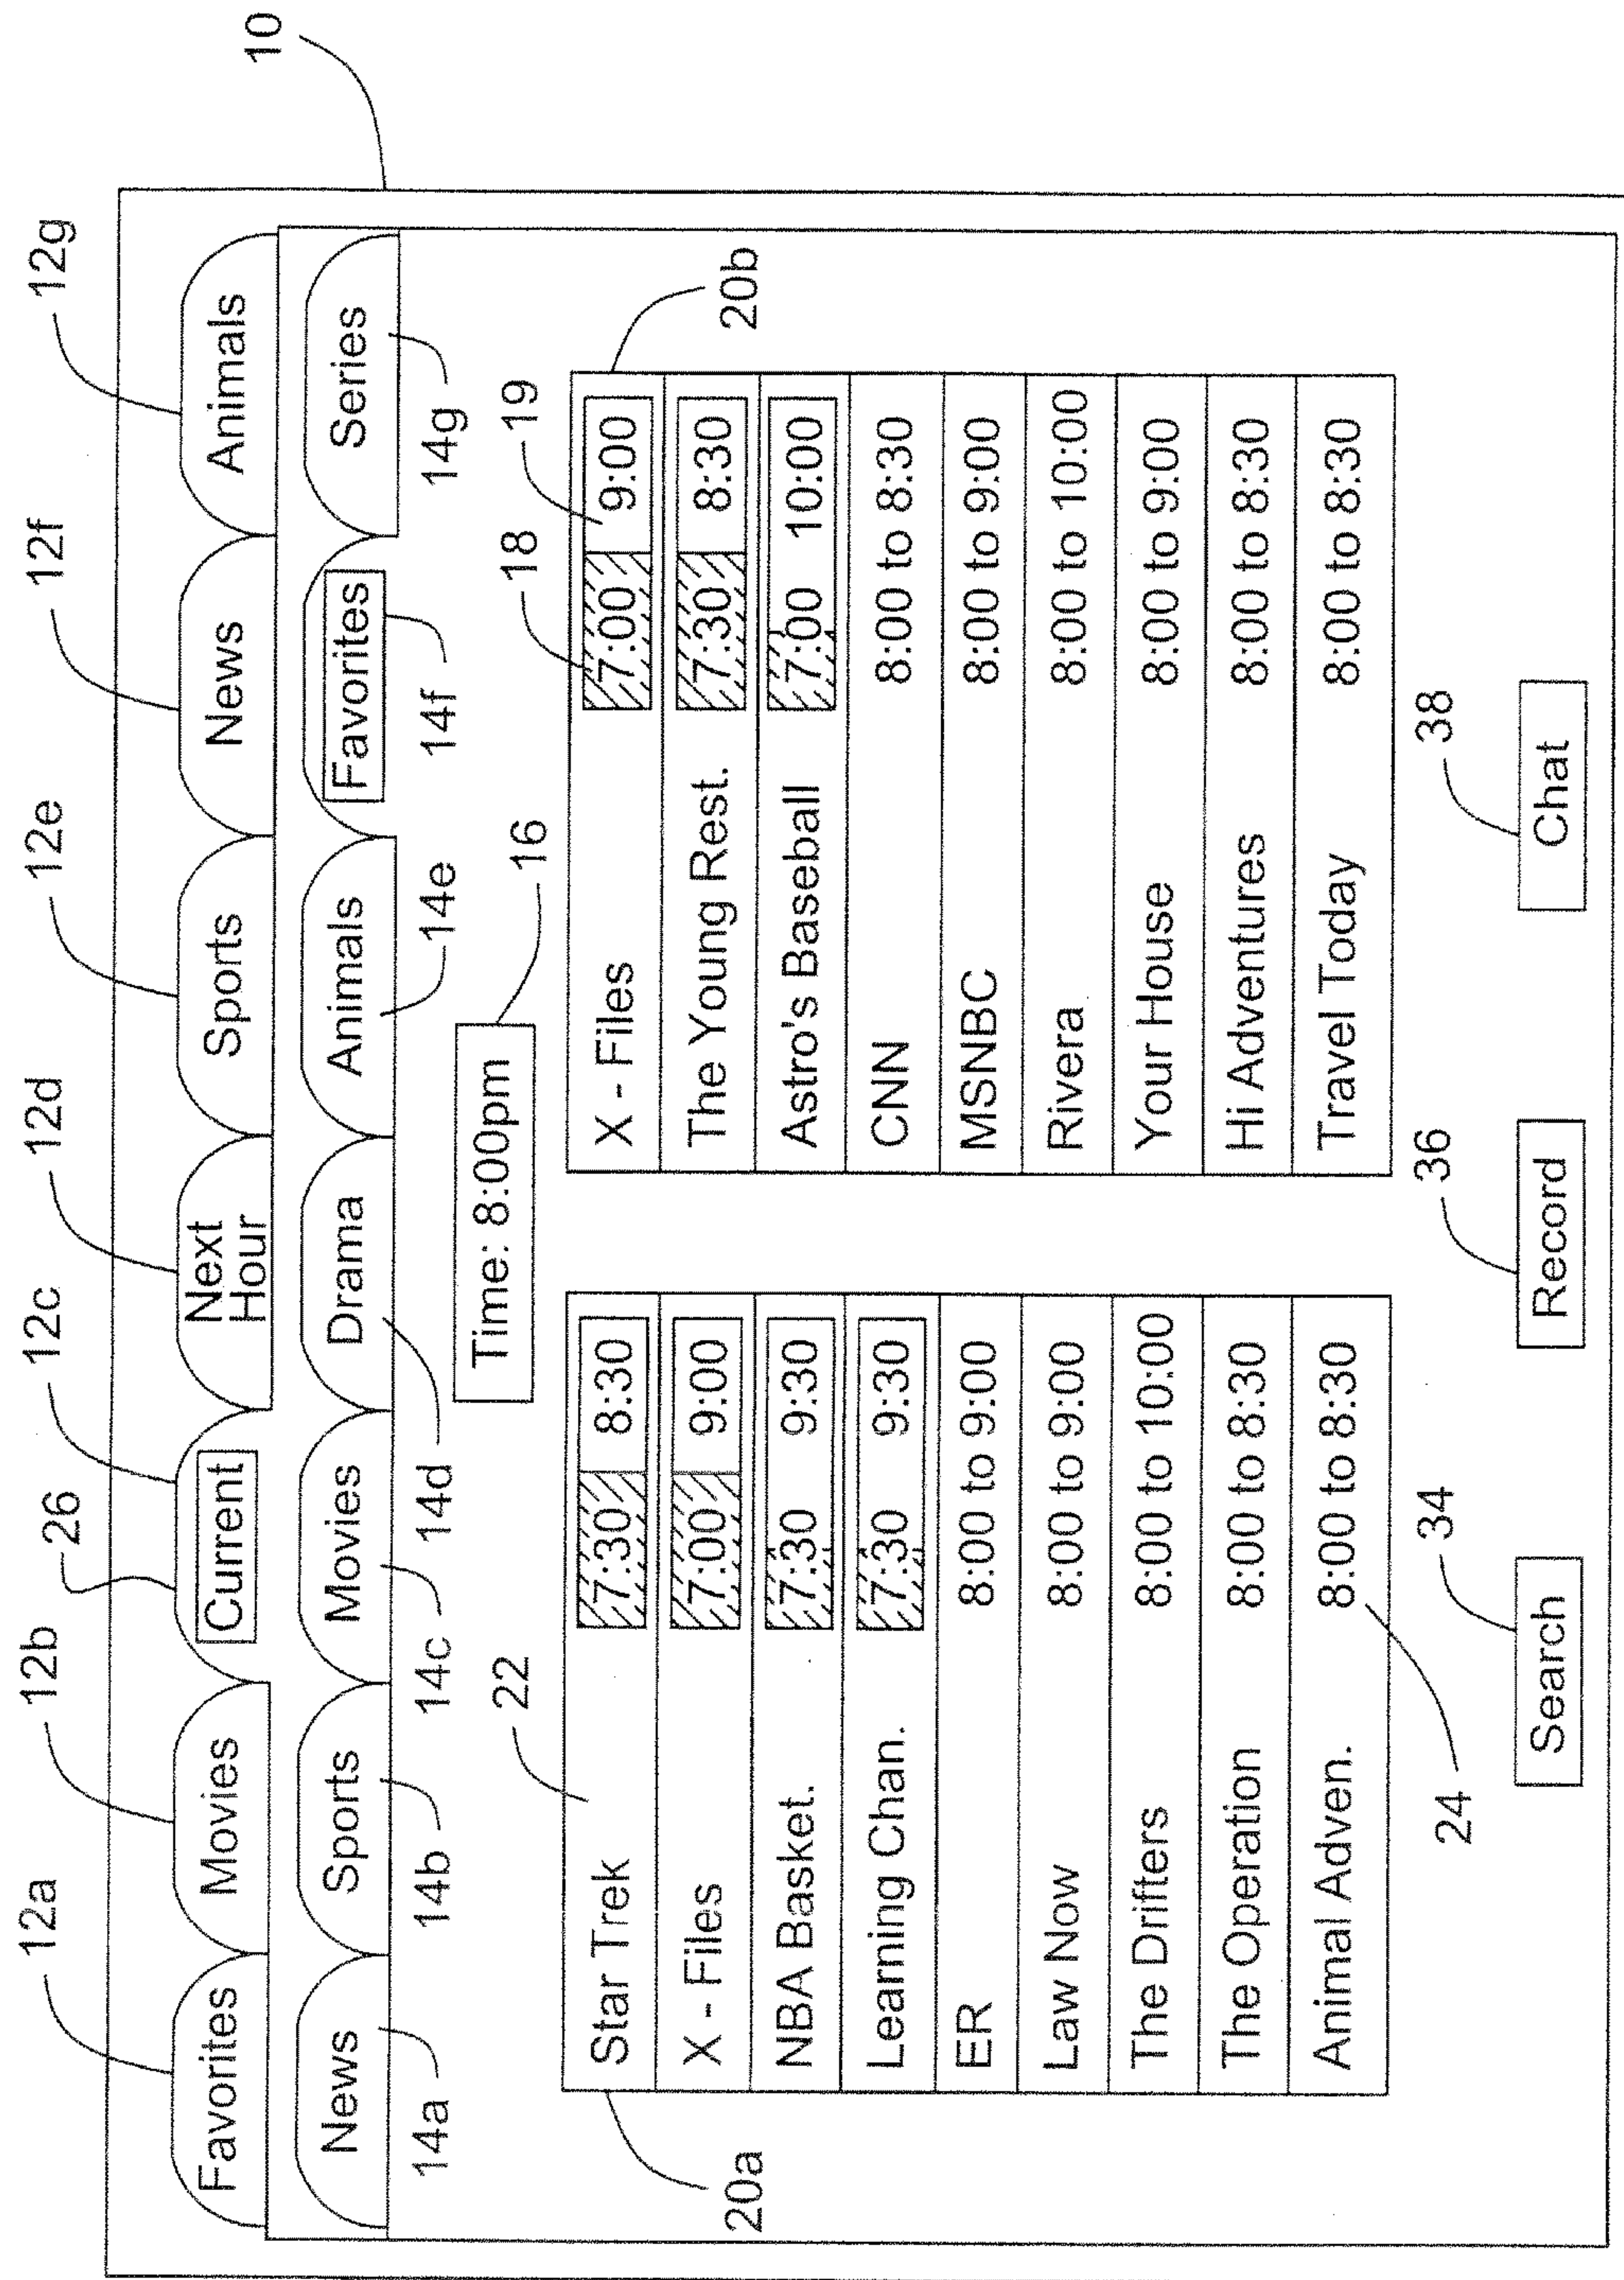 10
12a 12b 26 12c 12d 12e 12f 12g
Favorites Movies Current Next Hour Sports News Animals
News Sports Movies Drama Animals Favorites Series
14a 14b 14c 14d 14e 14f 14g
Time: 8:00pm 16
20a 22 18 19 20b
Star Trek 7:30 8:30
X - Files 7:00 9:00
NBA Basket. 7:30 9:30
Learning Chan. 7:30 9:30
ER 8:00 to 9:00
Law Now 8:00 to 9:00
The Drifters 8:00 to 10:00
The Operation 8:00 to 8:30
Animal Adven. 8:00 to 8:30
X - Files 7:00 9:00
The Young Rest. 7:30 8:30
Astro's Baseball 7:00 10:00
CNN 8:00 to 8:30
MSNBC 8:00 to 9:00
Rivera 8:00 to 10:00
Your House 8:00 to 9:00
Hi Adventures 8:00 to 8:30
Travel Today 8:00 to 8:30
24 34 36 38
Search Record Chat